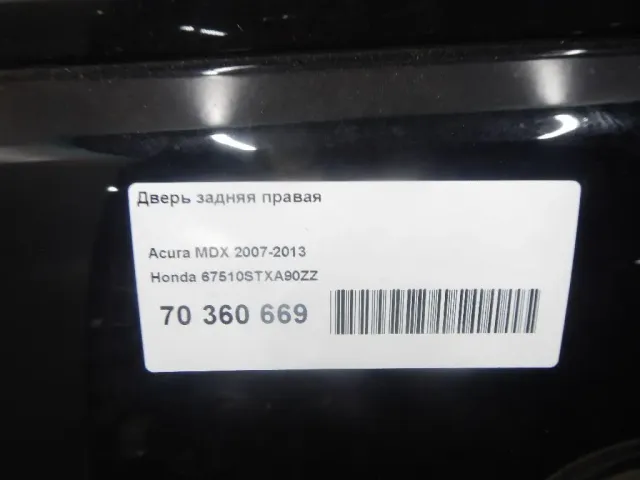 Дверь задняя правая
Acura MDX 2007-2013
Honda 67510STXA90ZZ
70 360 669